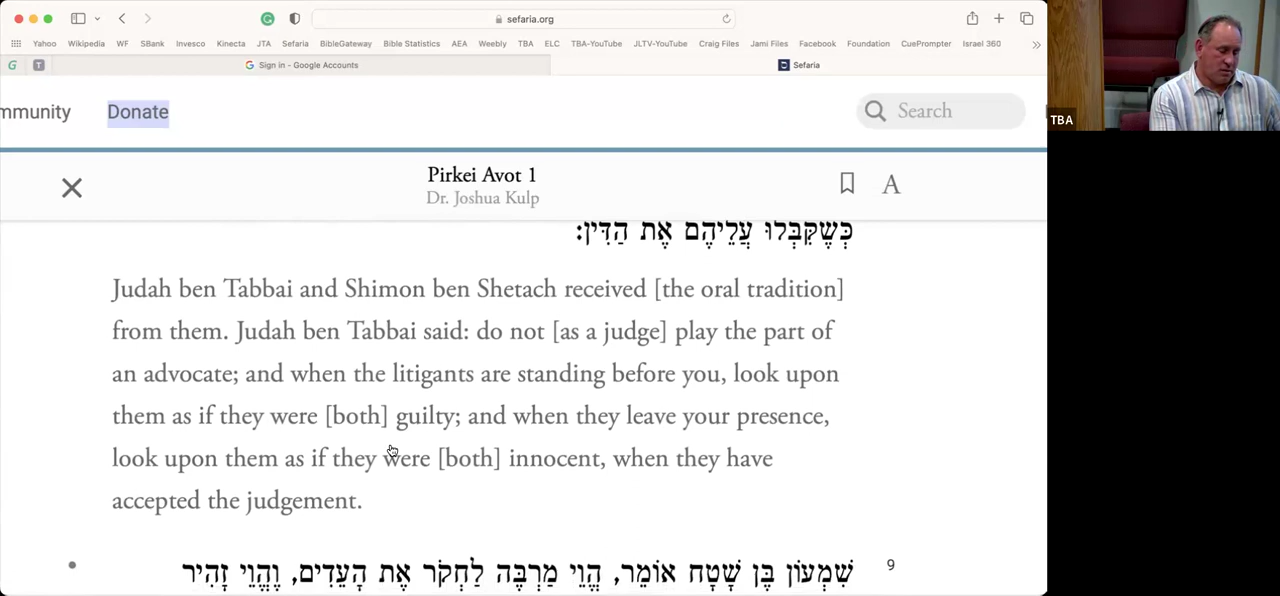 sefaria.org
Yahoo Wikipedia WF SBank Invesco Kinecta JTA Sefaria BibleGateway Bible Statistics AEA Weebly TBA ELC TBA-YouTube JLTV-YouTube Craig Files Jami Files Facebook Foundation CuePrompter Israel 360 »
G T G Sign in - Google Accounts Sefaria
mmunity Donate Search
TBA
Pirkei Avot 1
A
Dr. Joshua Kulp
כְּשֶׁקִּבְּלוּ עֲלֵיהֶם אֶת הַדִּין:
Judah ben Tabbai and Shimon ben Shetach received [the oral tradition]
from them. Judah ben Tabbai said: do not [as a judge] play the part of
an advocate; and when the litigants are standing before you, look upon
them as if they were [both] guilty; and when they leave your presence,
look upon them as if they were [both] innocent, when they have
accepted the judgement.
9
שִׁמְעוֹן בֶּן שָׁטָח אוֹמֵר, הֱוֵי מַרְבֶּה לַחְקֹר אֶת הָעֵדִים, וֶהֱוֵי זָהִיר